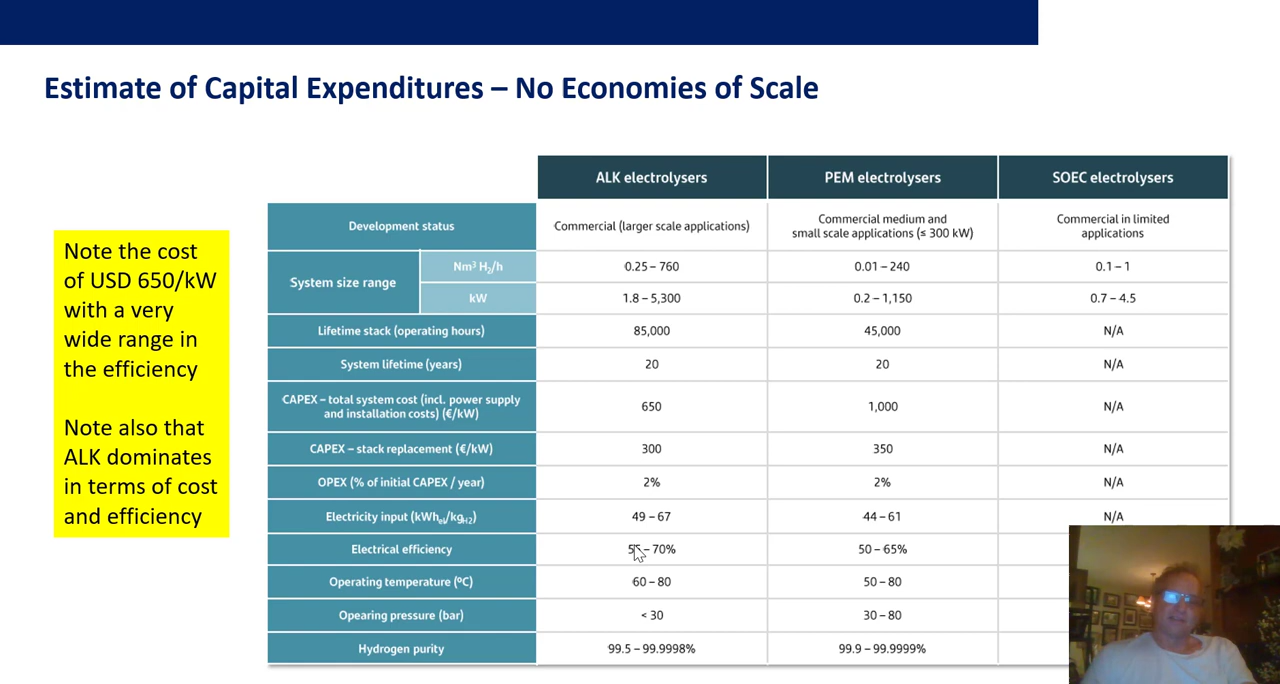 Estimate of Capital Expenditures – No Economies of Scale
Note the cost
of USD 650/kW
with a very
wide range in
the efficiency
Note also that
ALK dominates
in terms of cost
and efficiency
ALK electrolysers PEM electrolysers SOEC electrolysers
Development status Commercial (larger scale applications) Commercial medium and small scale applications (≤ 300 kW) Commercial in limited applications
System size range Nm³ H₂/h 0.25 – 760 0.01 – 240 0.1 – 1
kW 1.8 – 5,300 0.2 – 1,150 0.7 – 4.5
Lifetime stack (operating hours) 85,000 45,000 N/A
System lifetime (years) 20 20 N/A
CAPEX – total system cost (incl. power supply and installation costs) (€/kW) 650 1,000 N/A
CAPEX – stack replacement (€/kW) 300 350 N/A
OPEX (% of initial CAPEX / year) 2% 2% N/A
Electricity input (kWhel/kgH2) 49 – 67 44 – 61 N/A
Electrical efficiency – 70% 50 – 65%
Operating temperature (ºC) 60 – 80 50 – 80
Opearing pressure (bar) < 30 30 – 80
Hydrogen purity 99.5 – 99.9998% 99.9 – 99.9999%